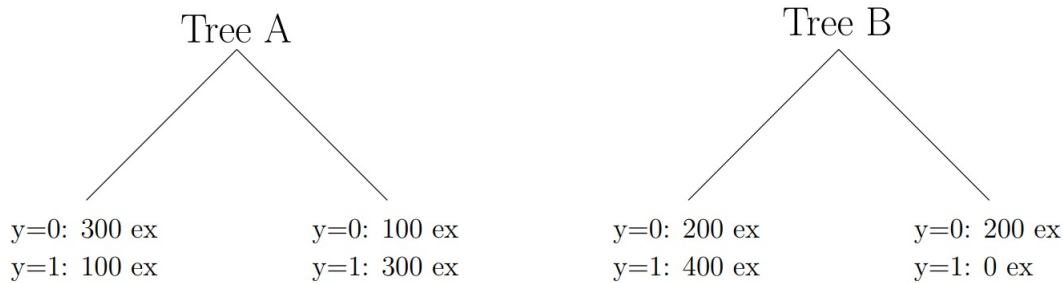 Tree A
y=0: 300 ex
y=1: 100 ex
y=0: 100 ex
y=1: 300 ex
Tree B
y=0: 200 ex
y=1: 400 ex
y=0: 200 ex
y=1: 0 ex